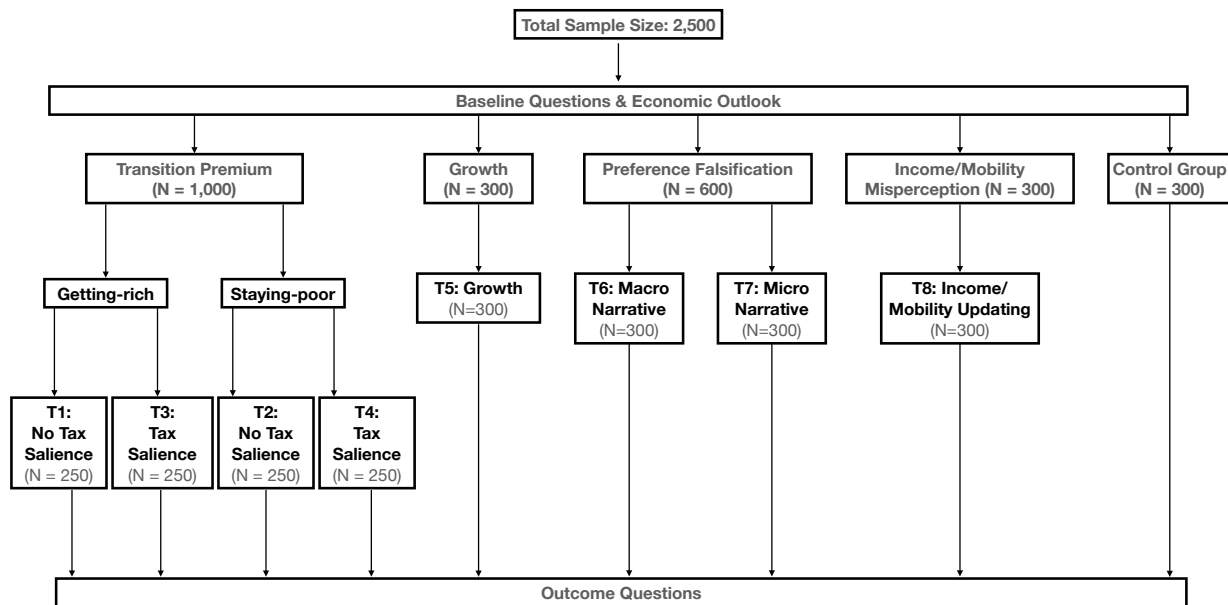 Total Sample Size: 2,500
Baseline Questions & Economic Outlook
Transition Premium
(N = 1,000)
Growth
(N = 300)
Preference Falsification
(N = 600)
Income/Mobility
Misperception (N = 300)
Control Group
(N = 300)
Getting-rich
Staying-poor
T5: Growth
(N=300)
T6: Macro
Narrative
(N=300)
T7: Micro
Narrative
(N=300)
T8: Income/
Mobility Updating
(N=300)
T1:
No Tax
Salience
(N = 250)
T3:
Tax
Salience
(N = 250)
T2:
No Tax
Salience
(N = 250)
T4:
Tax
Salience
(N = 250)
Outcome Questions